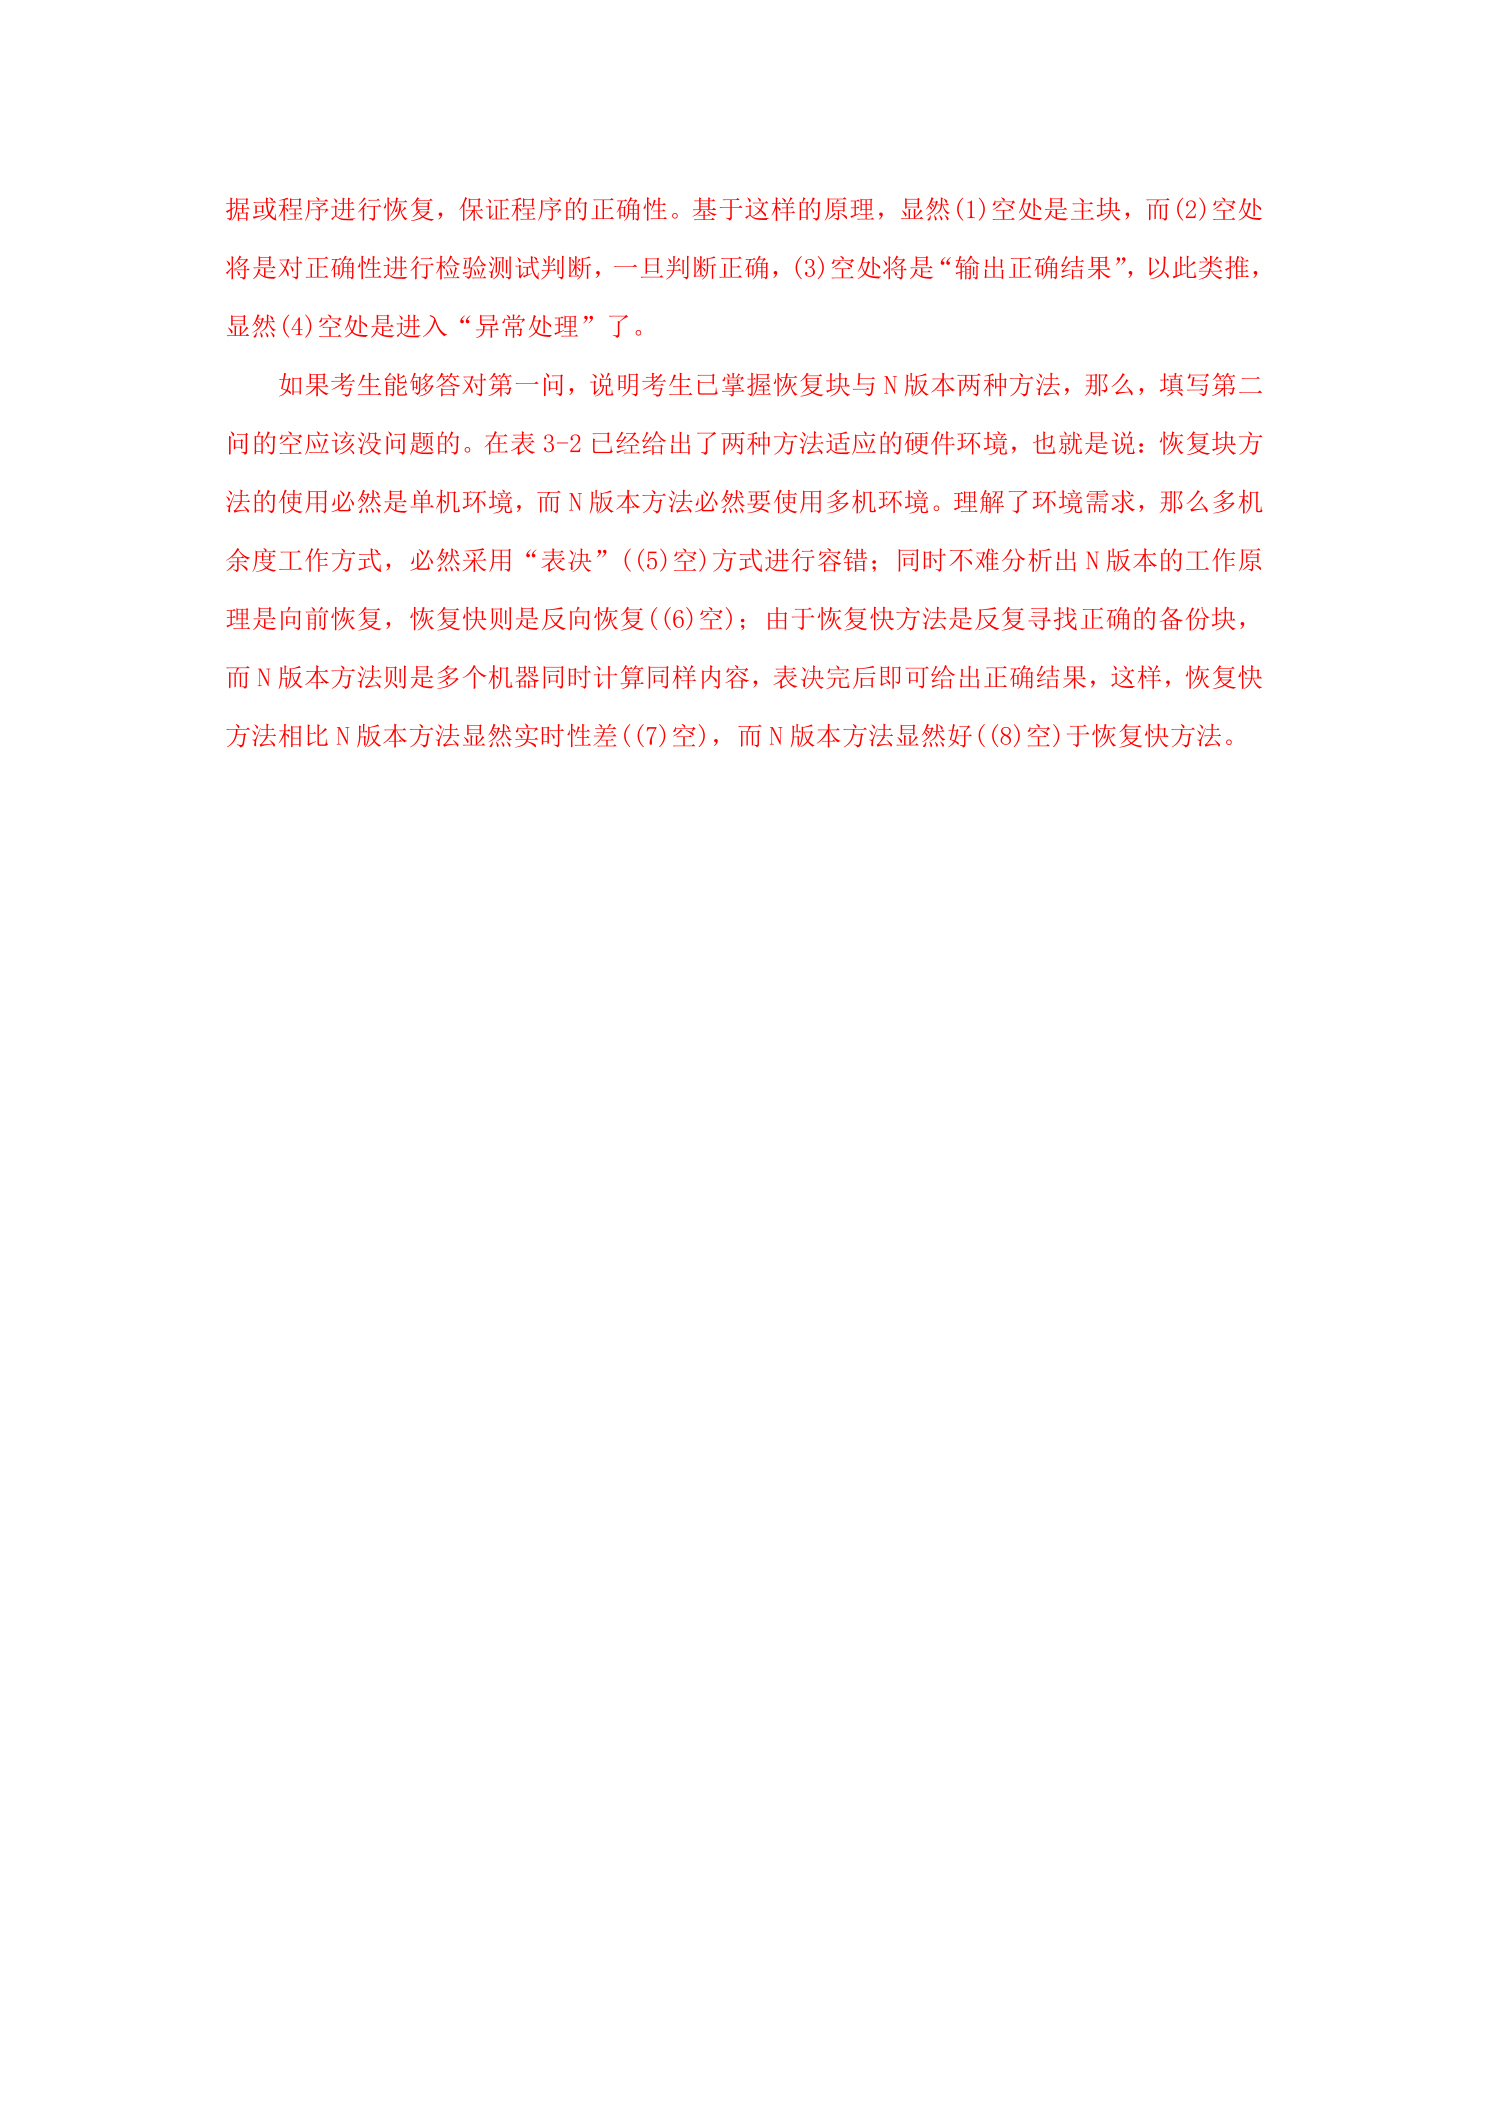 据或程序进行恢复，保证程序的正确性。基于这样的原理，显然(1)空处是主块，而(2)空处
将是对正确性进行检验测试判断，一旦判断正确，(3)空处将是“输出正确结果”，以此类推，
显然(4)空处是进入“异常处理”了。
如果考生能够答对第一问，说明考生已掌握恢复块与 N 版本两种方法，那么，填写第二
问的空应该没问题的。在表 3-2 已经给出了两种方法适应的硬件环境，也就是说：恢复块方
法的使用必然是单机环境，而 N 版本方法必然要使用多机环境。理解了环境需求，那么多机
余度工作方式，必然采用“表决”((5)空)方式进行容错；同时不难分析出 N 版本的工作原
理是向前恢复，恢复快则是反向恢复((6)空)；由于恢复快方法是反复寻找正确的备份块，
而 N 版本方法则是多个机器同时计算同样内容，表决完后即可给出正确结果，这样，恢复快
方法相比 N 版本方法显然实时性差((7)空)，而 N 版本方法显然好((8)空)于恢复快方法。